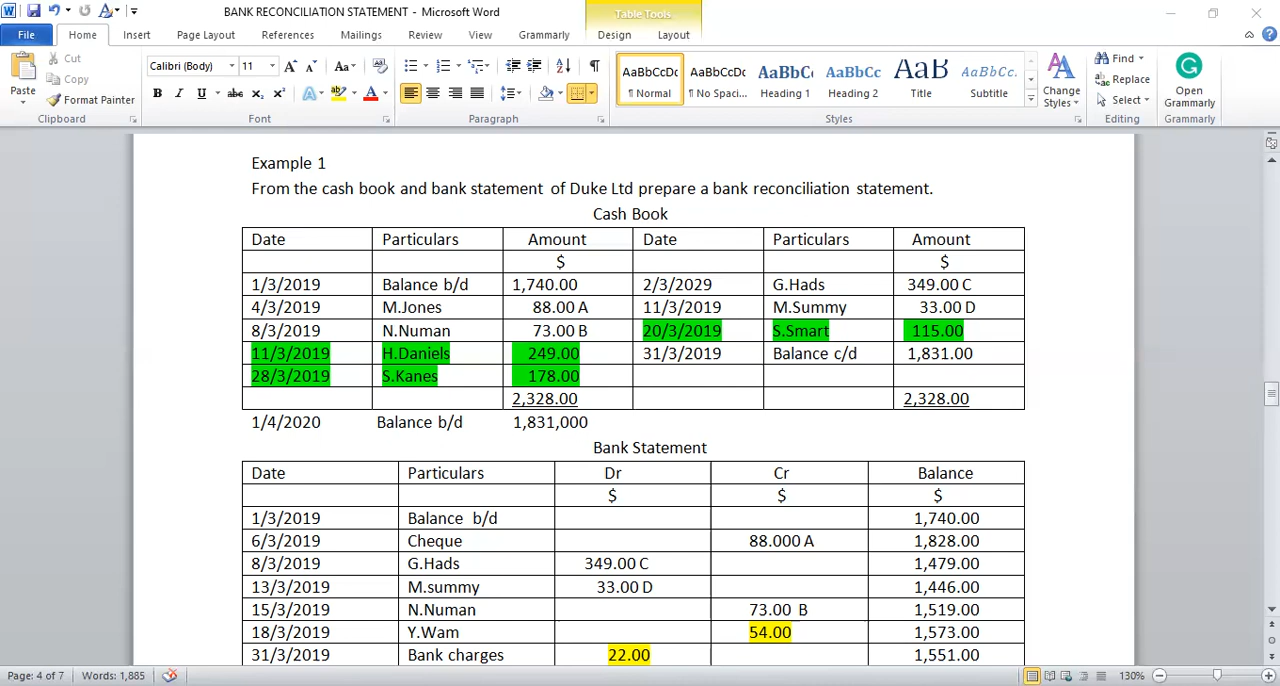 BANK RECONCILIATION STATEMENT - Microsoft Word
Table Tools
File Home Insert Page Layout References Mailings Review View Grammarly Design Layout
Paste
Cut
Copy
Format Painter
Clipboard
Calibri (Body) 11
Font
Paragraph
AaBbCcDc AaBbCcDc AaBbC AaBbCc AaB AaBbCc.
¶ Normal ¶ No Spaci... Heading 1 Heading 2 Title Subtitle
Change Styles
Styles
Find
Replace
Select
Editing
Open Grammarly
Grammarly
Example 1
From the cash book and bank statement of Duke Ltd prepare a bank reconciliation statement.
Cash Book
Date Particulars Amount Date Particulars Amount
$ $
1/3/2019 Balance b/d 1,740.00 2/3/2029 G.Hads 349.00 C
4/3/2019 M.Jones 88.00 A 11/3/2019 M.Summy 33.00 D
8/3/2019 N.Numan 73.00 B 20/3/2019 S.Smart 115.00
11/3/2019 H.Daniels 249.00 31/3/2019 Balance c/d 1,831.00
28/3/2019 S.Kanes 178.00
2,328.00 2,328.00
1/4/2020 Balance b/d 1,831,000
Bank Statement
Date Particulars Dr Cr Balance
$ $ $
1/3/2019 Balance b/d 1,740.00
6/3/2019 Cheque 88.000 A 1,828.00
8/3/2019 G.Hads 349.00 C 1,479.00
13/3/2019 M.summy 33.00 D 1,446.00
15/3/2019 N.Numan 73.00 B 1,519.00
18/3/2019 Y.Wam 54.00 1,573.00
31/3/2019 Bank charges 22.00 1,551.00
Page: 4 of 7 Words: 1,885 130%